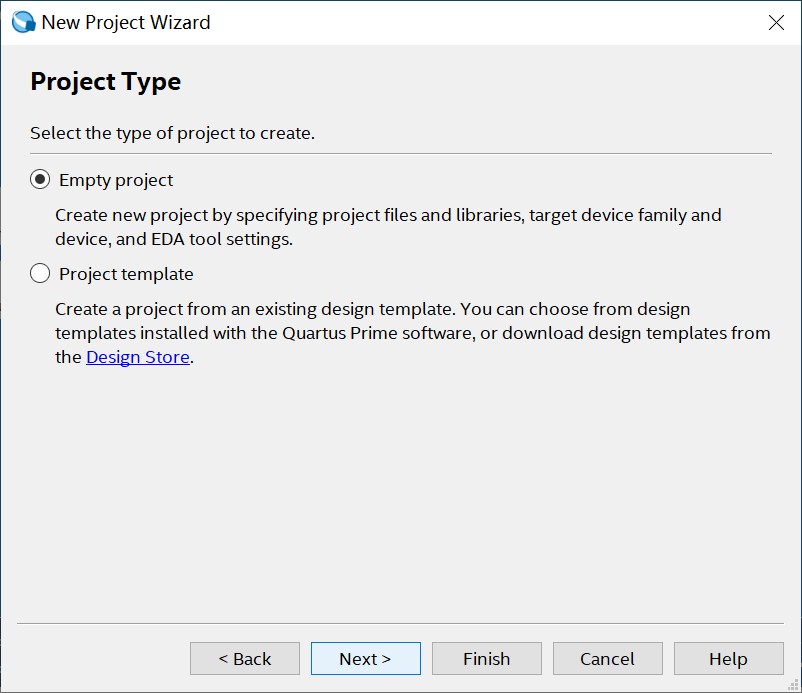 New Project Wizard
Project Type
Select the type of project to create.
Empty project
Create new project by specifying project files and libraries, target device family and
device, and EDA tool settings.
Project template
Create a project from an existing design template. You can choose from design
templates installed with the Quartus Prime software, or download design templates from
the Design Store.
< Back
Next >
Finish
Cancel
Help